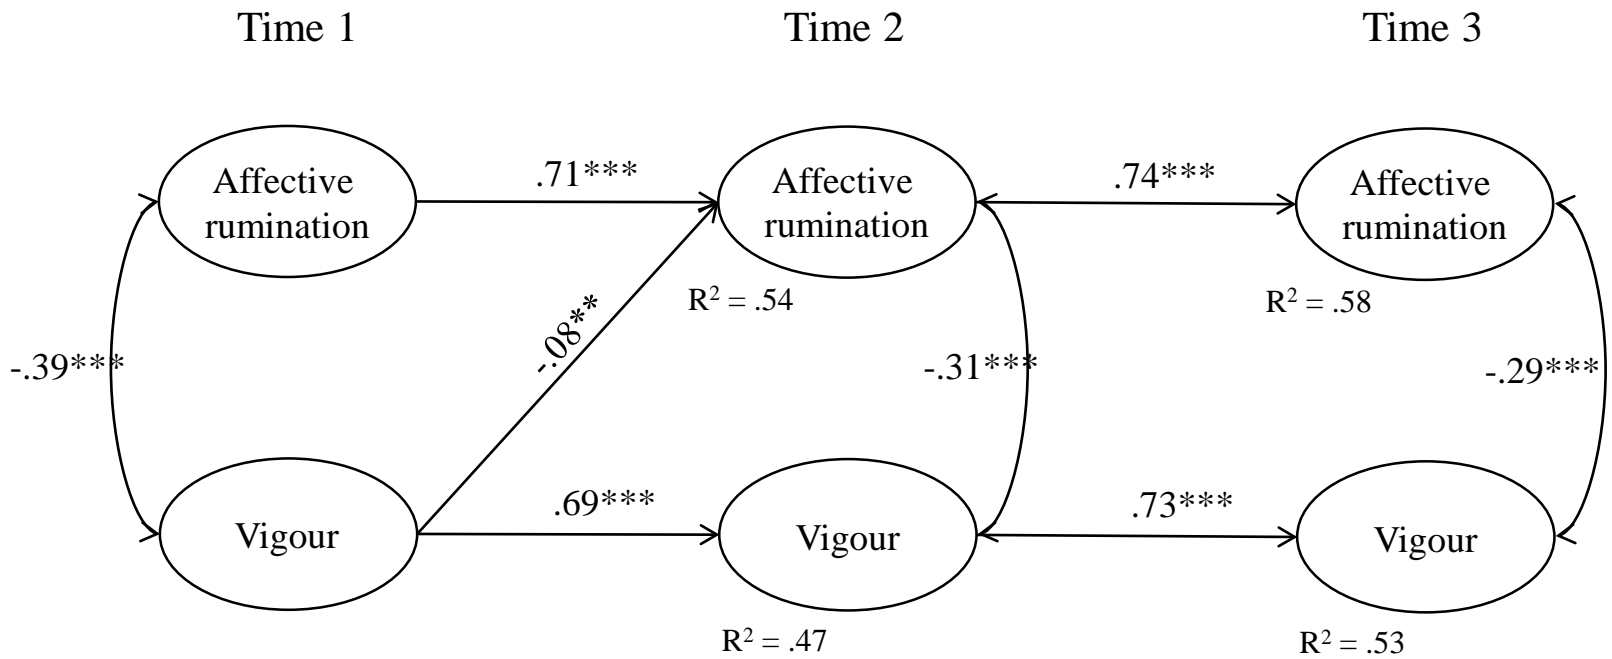 Time 1
Time 2
Time 3
Affective
rumination
.71***
Affective
rumination
.74***
Affective
rumination
R² = .54
R² = .58
-.39***
-.08**
-.31***
-.29***
Vigour
.69***
Vigour
.73***
Vigour
R² = .47
R² = .53